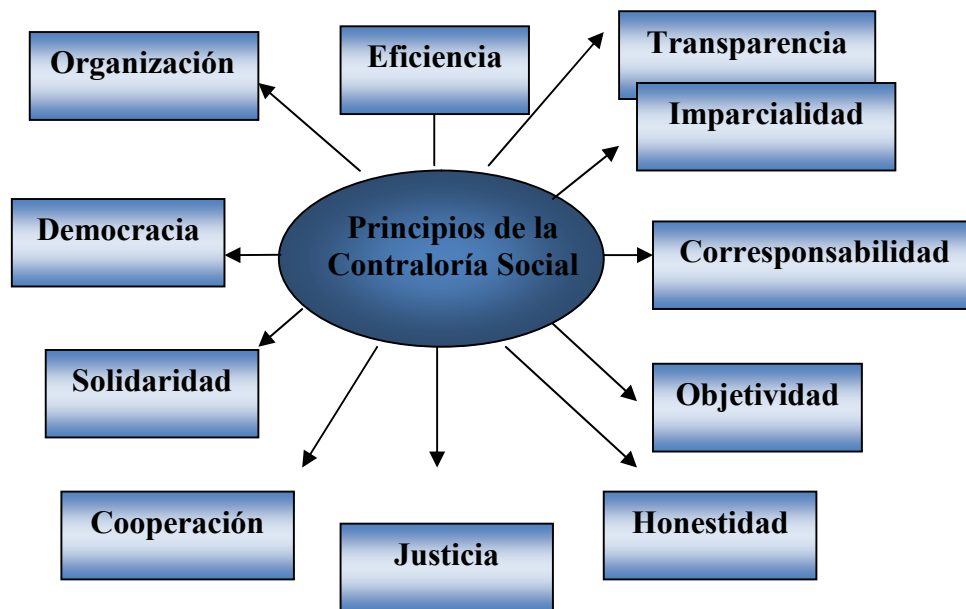 Organización
Eficiencia
Transparencia
Imparcialidad
Democracia
Principios de la
Contraloría Social
Corresponsabilidad
Solidaridad
Objetividad
Cooperación
Justicia
Honestidad